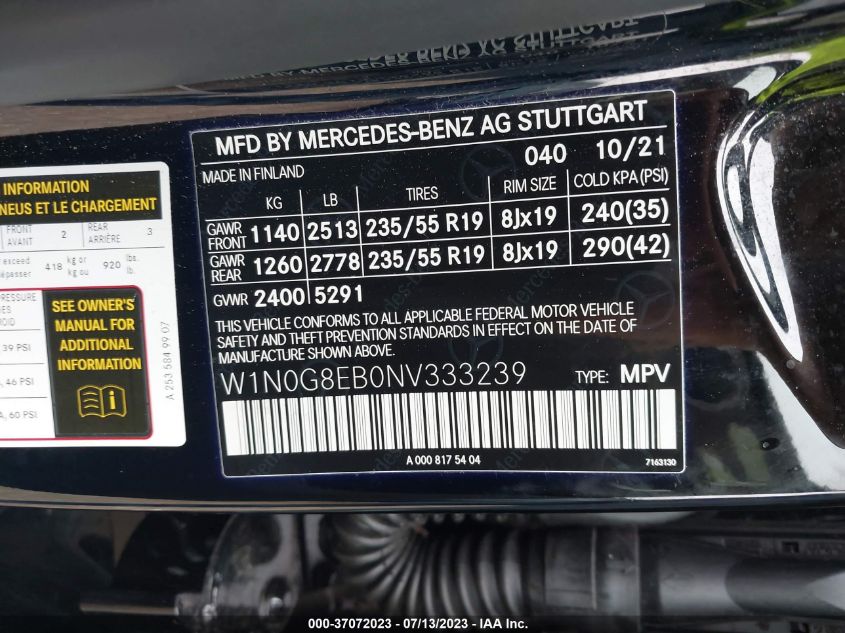 MFD BY MERCEDES-BENZ AG STUTTGART
040 10/21
MADE IN FINLAND
KG LB TIRES RIM SIZE COLD KPA(PSI)
GAWR FRONT 1140 2513 235/55 R19 8Jx19 240(35)
GAWR REAR 1260 2778 235/55 R19 8Jx19 290(42)
GVWR 2400 5291
THIS VEHICLE CONFORMS TO ALL APPLICABLE FEDERAL MOTOR VEHICLE
SAFETY AND THEFT PREVENTION STANDARDS IN EFFECT ON THE DATE OF
MANUFACTURE SHOWN ABOVE.
W1N0G8EB0NV333239 TYPE: MPV
A 000 817 54 04 7163130
INFORMATION
NEUS ET LE CHARGEMENT
FRONT AVANT 2 REAR ARRIÈRE 3
exceed
418 kg or kg ou 920 lbs. lb.
PRESSURE
39 PSI
46 PSI
60 PSI
SEE OWNER'S
MANUAL FOR
ADDITIONAL
INFORMATION
A 253 584 99 07
000-37072023 - 07/13/2023 - IAA Inc.